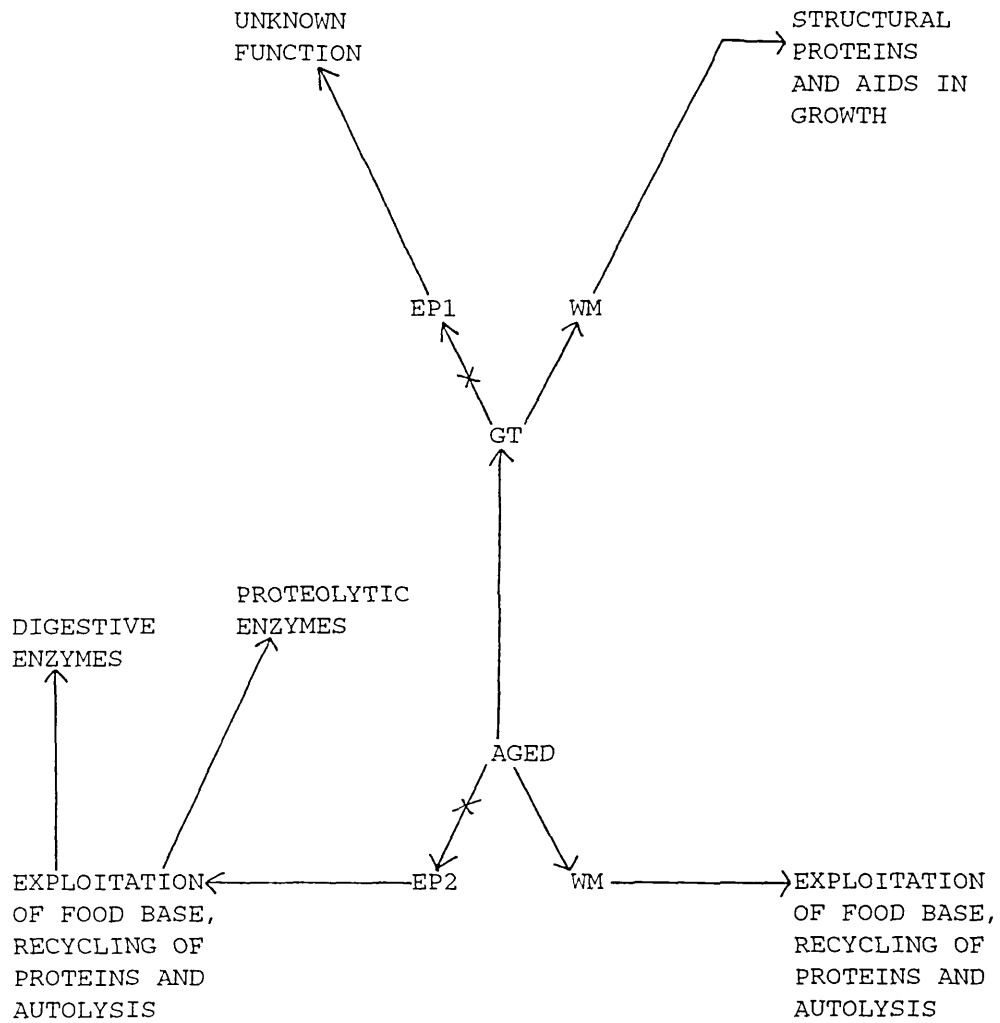 UNKNOWN
FUNCTION
STRUCTURAL
PROTEINS
AND AIDS IN
GROWTH
EP1
WM
GT
PROTEOLYTIC
ENZYMES
DIGESTIVE
ENZYMES
AGED
EXPLOITATION
OF FOOD BASE,
RECYCLING OF
PROTEINS AND
AUTOLYSIS
EP2
WM
EXPLOITATION
OF FOOD BASE,
RECYCLING OF
PROTEINS AND
AUTOLYSIS